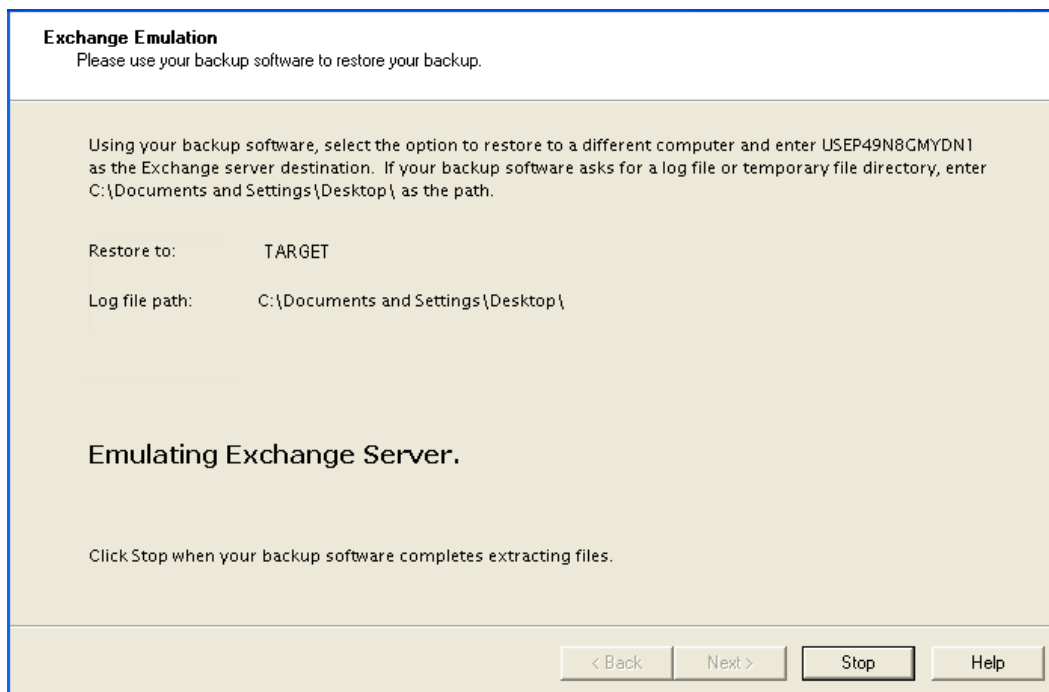 Exchange Emulation
Please use your backup software to restore your backup.
Using your backup software, select the option to restore to a different computer and enter USEP49N8GMYDN1
as the Exchange server destination.  If your backup software asks for a log file or temporary file directory, enter
C:\Documents and Settings\Desktop\ as the path.
Restore to: TARGET
Log file path: C:\Documents and Settings\Desktop\
Emulating Exchange Server.
Click Stop when your backup software completes extracting files.
< Back Next > Stop Help